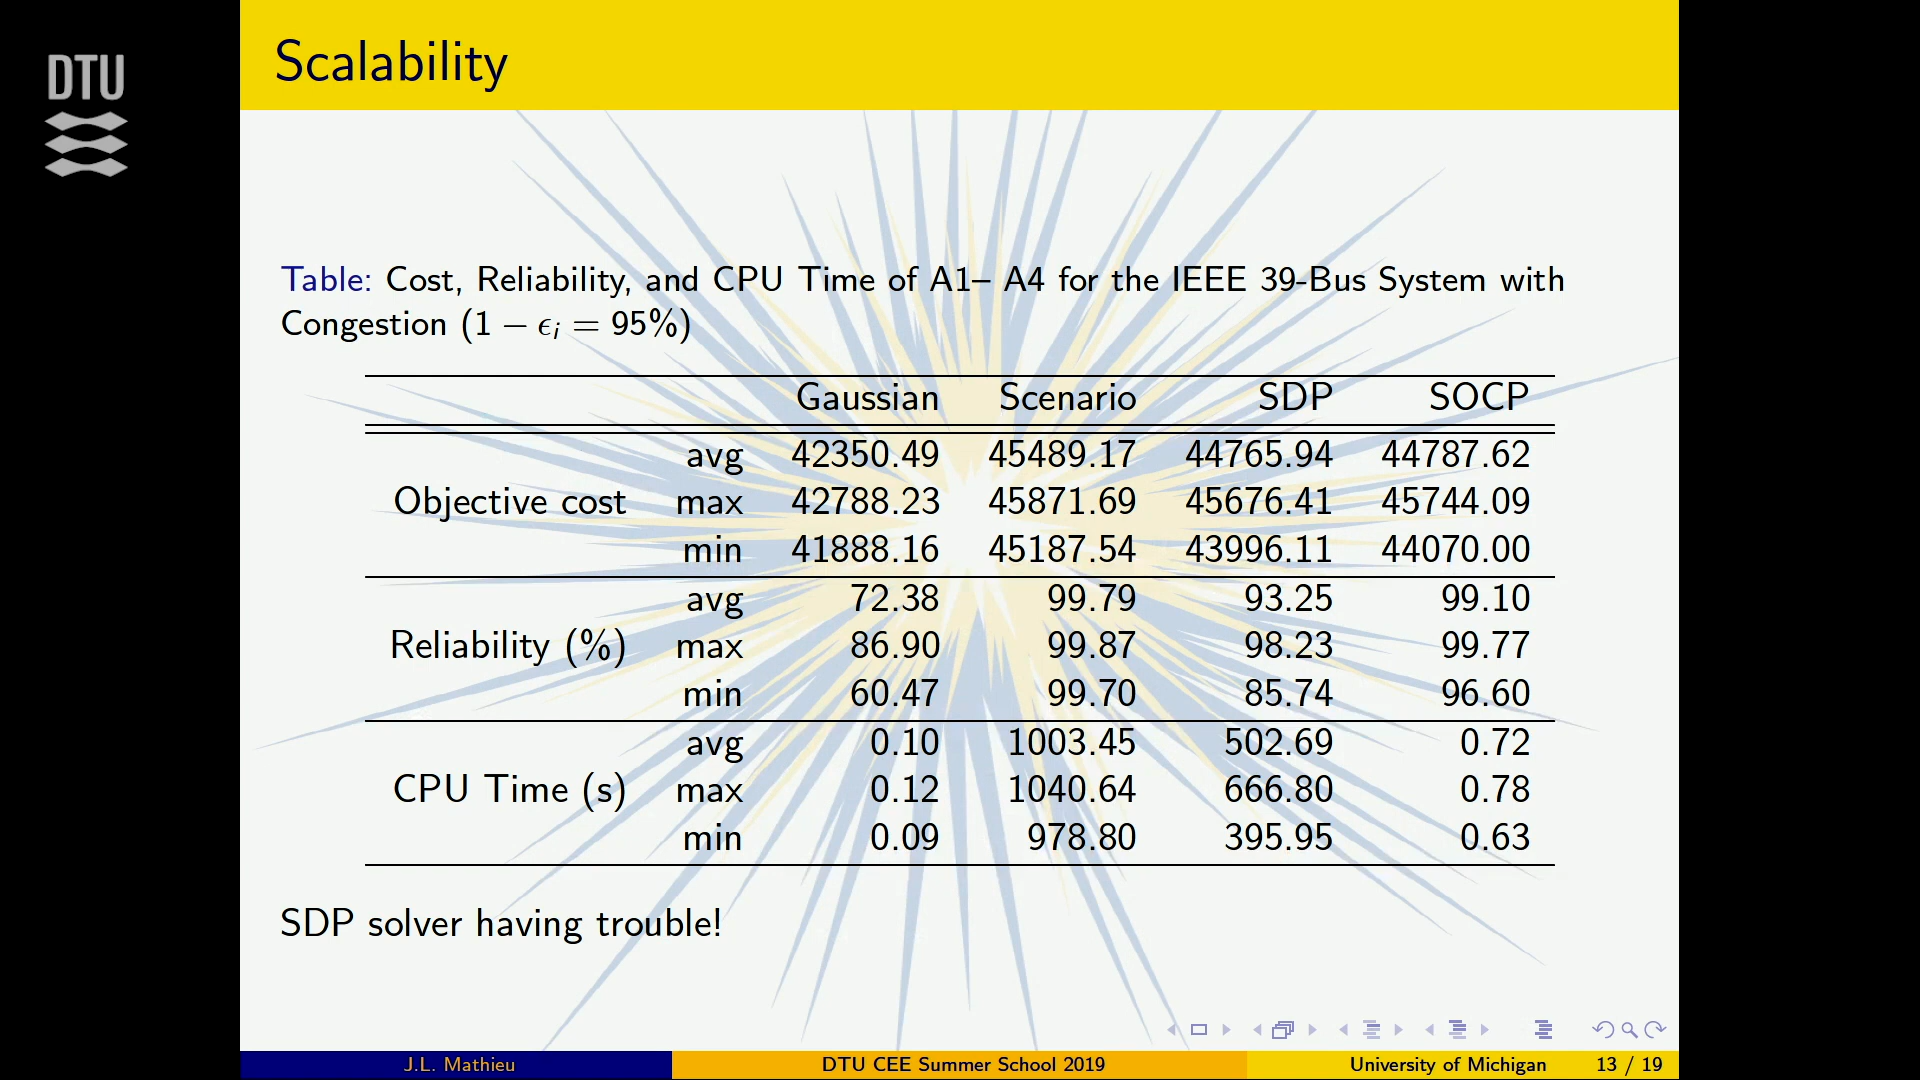 DTU
Scalability
Table: Cost, Reliability, and CPU Time of A1– A4 for the IEEE 39-Bus System with
Congestion (1 − ϵᵢ = 95%)
Gaussian Scenario SDP SOCP
avg 42350.49 45489.17 44765.94 44787.62
Objective cost max 42788.23 45871.69 45676.41 45744.09
min 41888.16 45187.54 43996.11 44070.00
avg 72.38 99.79 93.25 99.10
Reliability (%) max 86.90 99.87 98.23 99.77
min 60.47 99.70 85.74 96.60
avg 0.10 1003.45 502.69 0.72
CPU Time (s) max 0.12 1040.64 666.80 0.78
min 0.09 978.80 395.95 0.63
SDP solver having trouble!
J.L. Mathieu DTU CEE Summer School 2019 University of Michigan 13 / 19